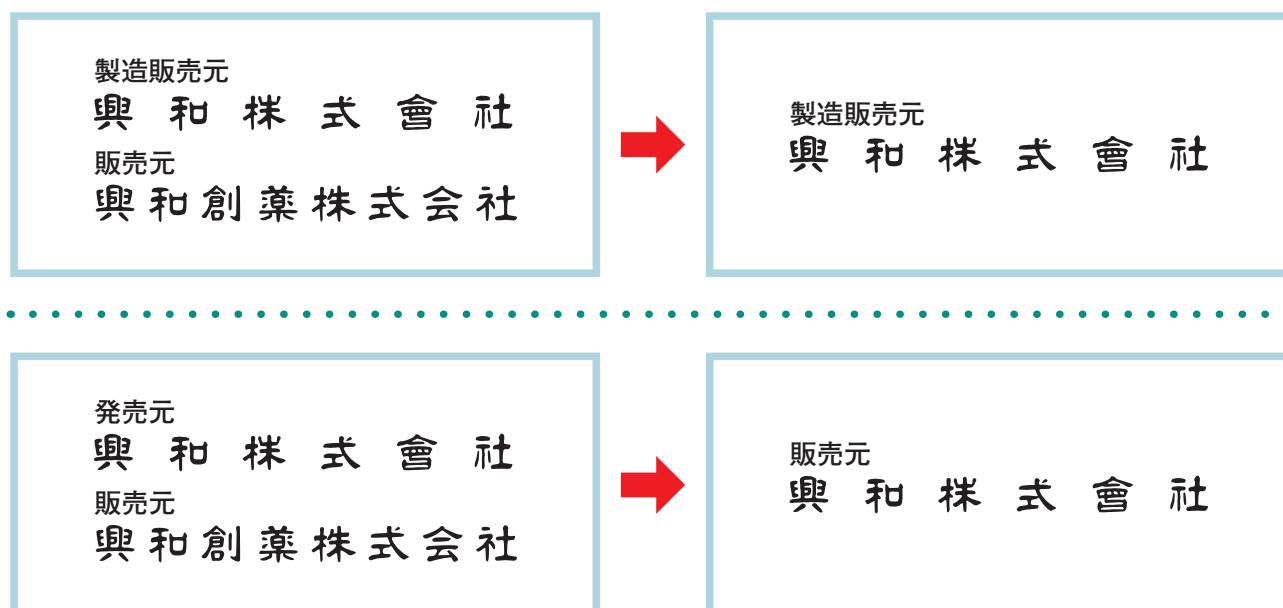 製造販売元
興和株式會社
販売元
興和創薬株式会社
製造販売元
興和株式會社
発売元
興和株式會社
販売元
興和創薬株式会社
販売元
興和株式會社